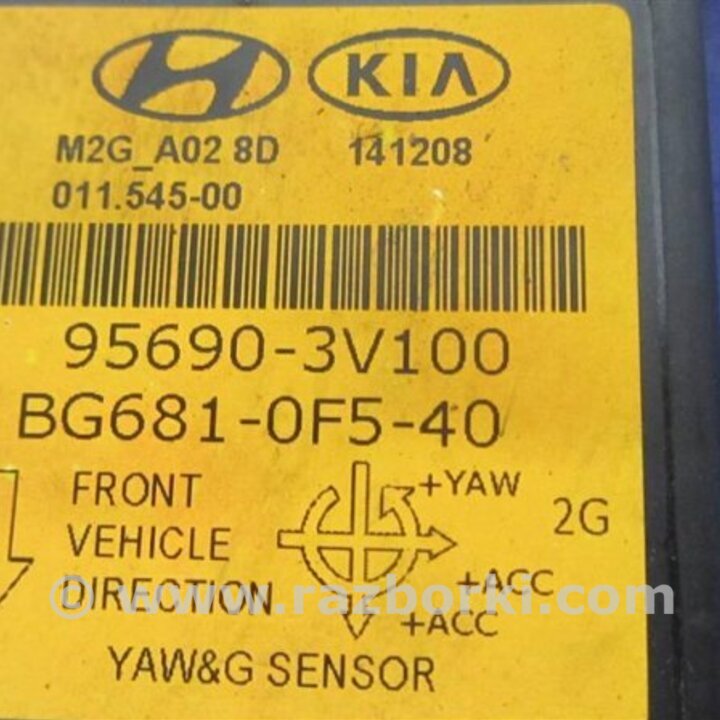 KIA
M2G_A02 8D 141208
011.545-00
95690-3V100
BG681-0F5-40
FRONT
VEHICLE
DIRECTION
+YAW
2G
+ACC
+ACC
YAW&G SENSOR
© www.razborki.com